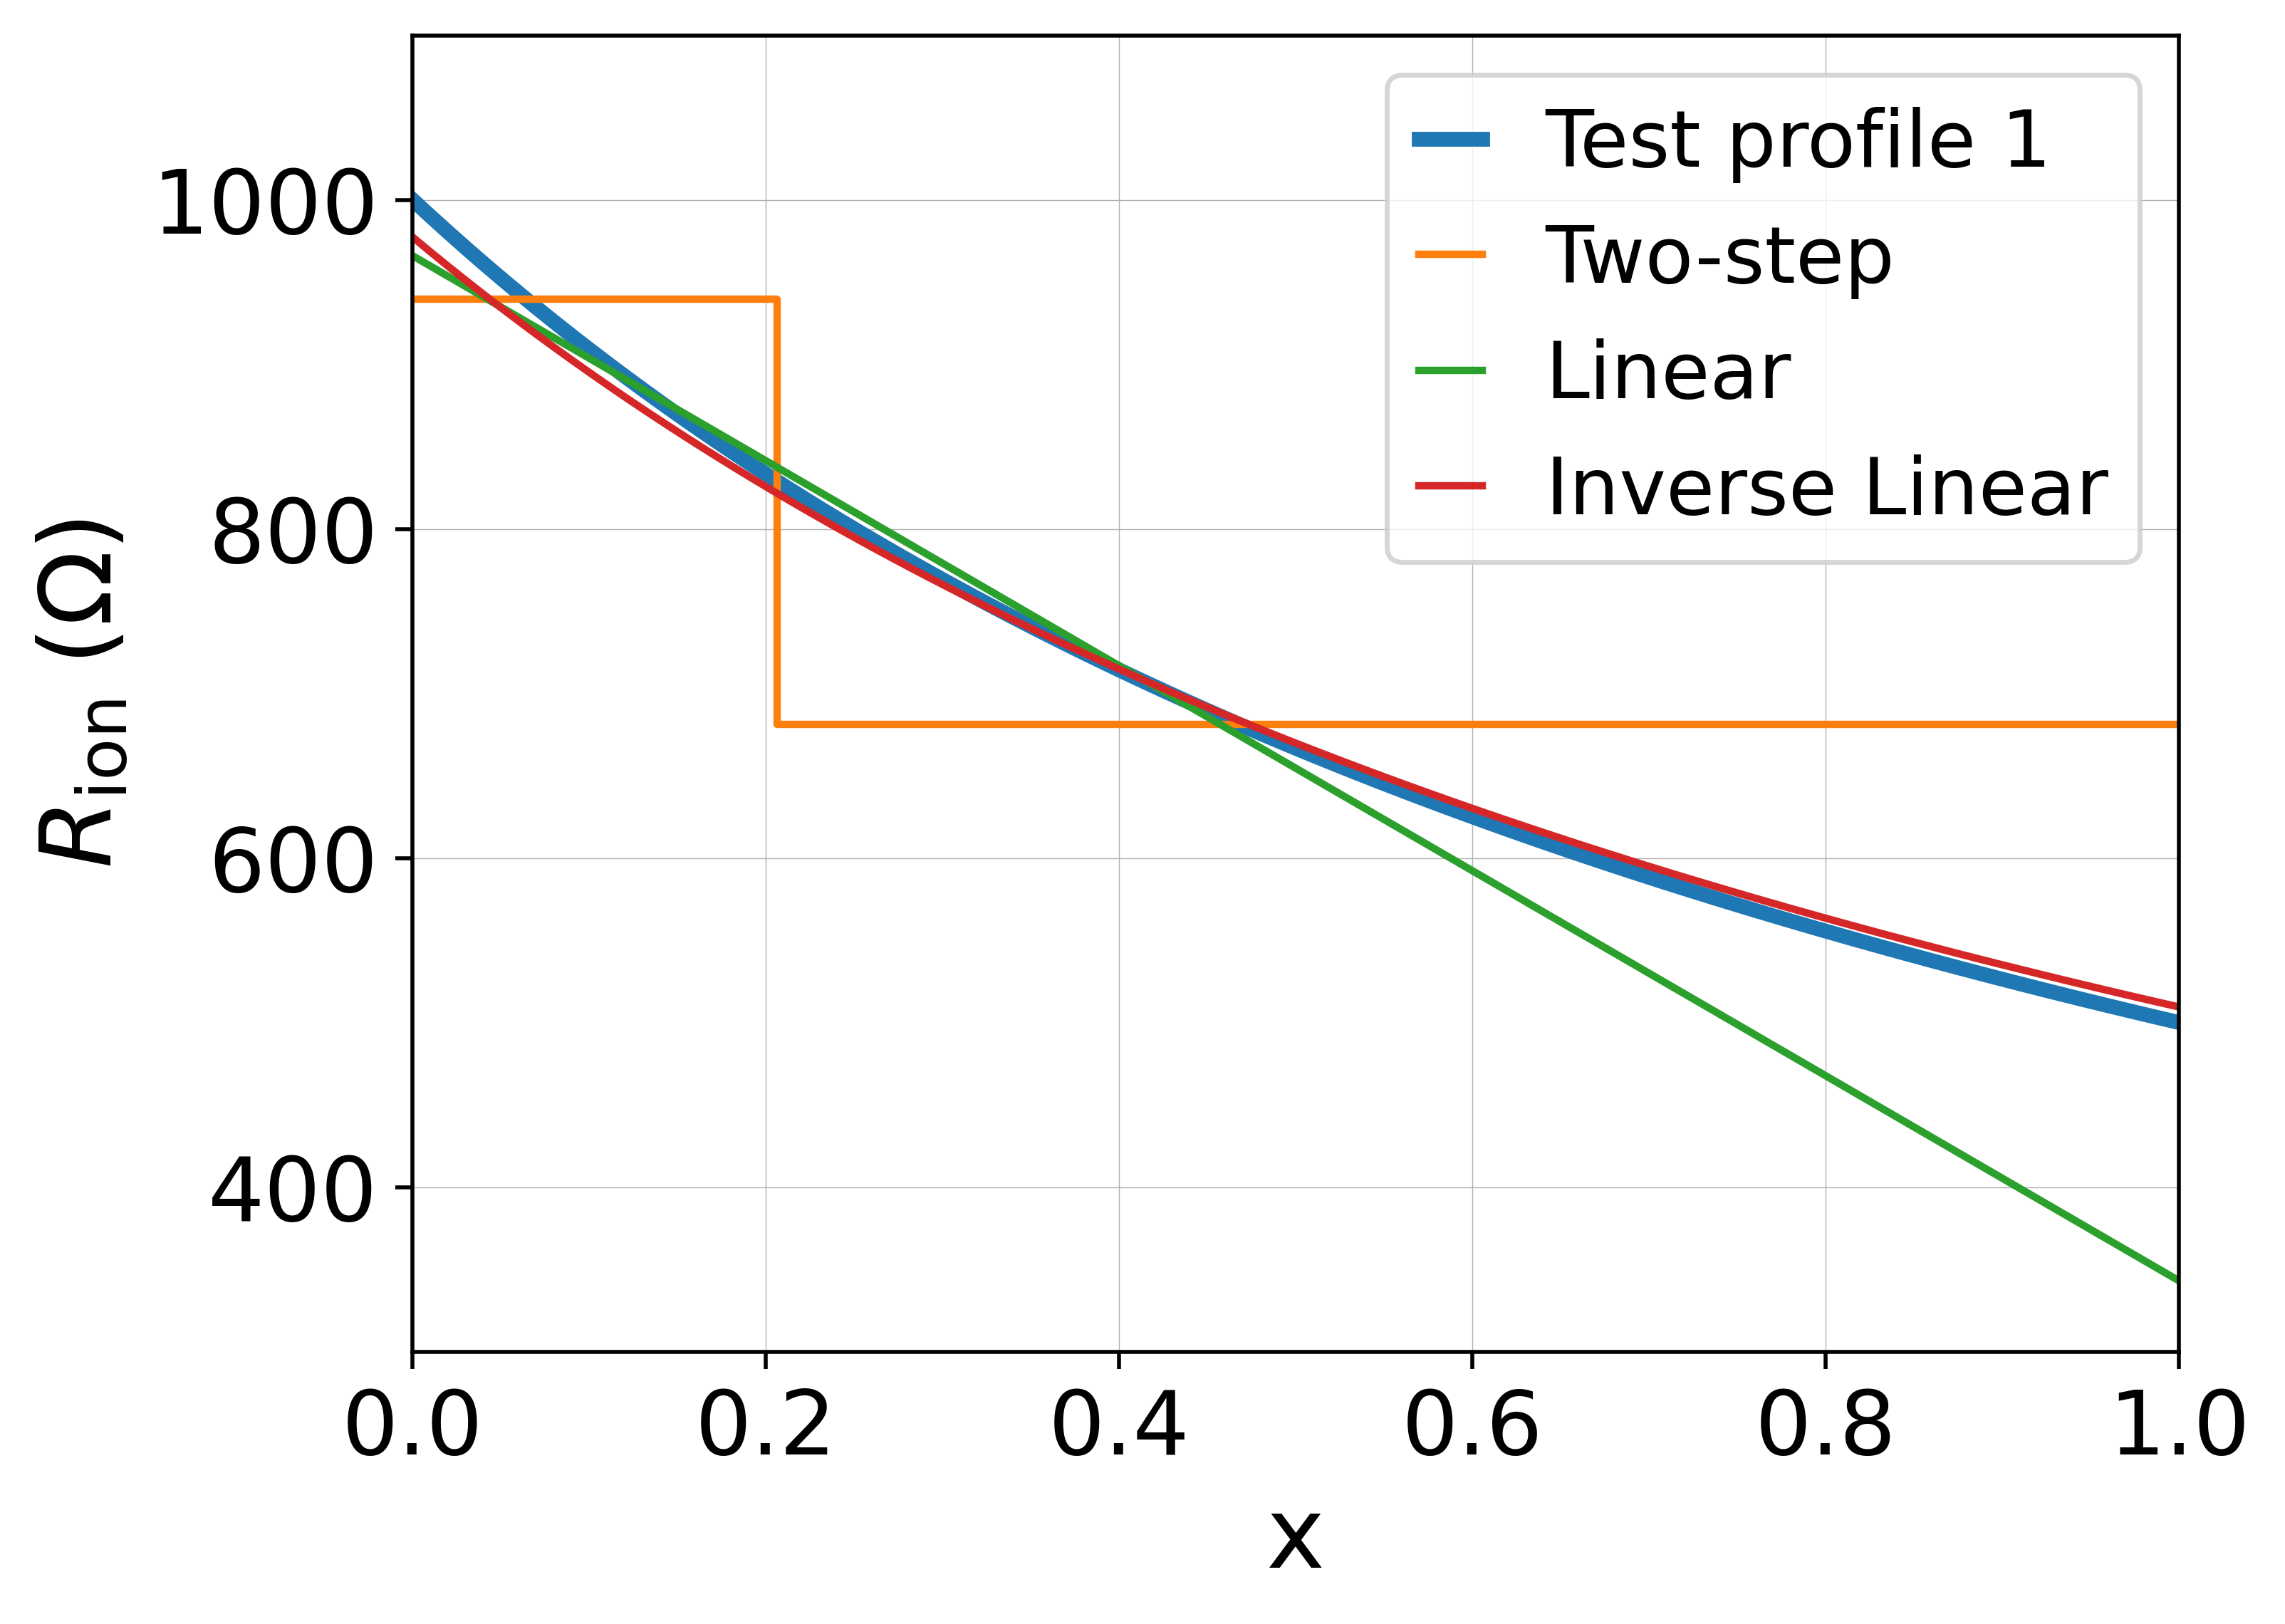 Test profile 1
Two-step
Linear
Inverse Linear
1000
800
600
400
R_ion (Ω)
0.0 0.2 0.4 0.6 0.8 1.0
x